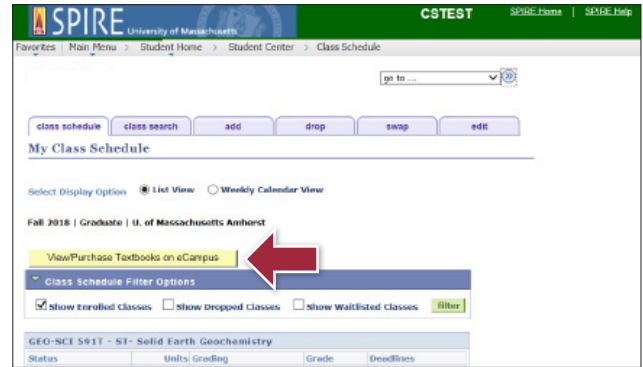 SPIRE University of Massachusetts CSTEST SPIRE Home | SPIRE Help
Favorites | Main Menu > Student Home > Student Center > Class Schedule
go to ...
class schedule class search add drop swap edit
My Class Schedule
Select Display Option List View Weekly Calendar View
Fall 2018 | Graduate | U. of Massachusetts Amherst
View/Purchase Textbooks on eCampus
Class Schedule Filter Options
Show Enrolled Classes Show Dropped Classes Show Waitlisted Classes filter
GEO-SCI 591T - ST- Solid Earth Geochemistry
Status Units Grading Grade Deadlines